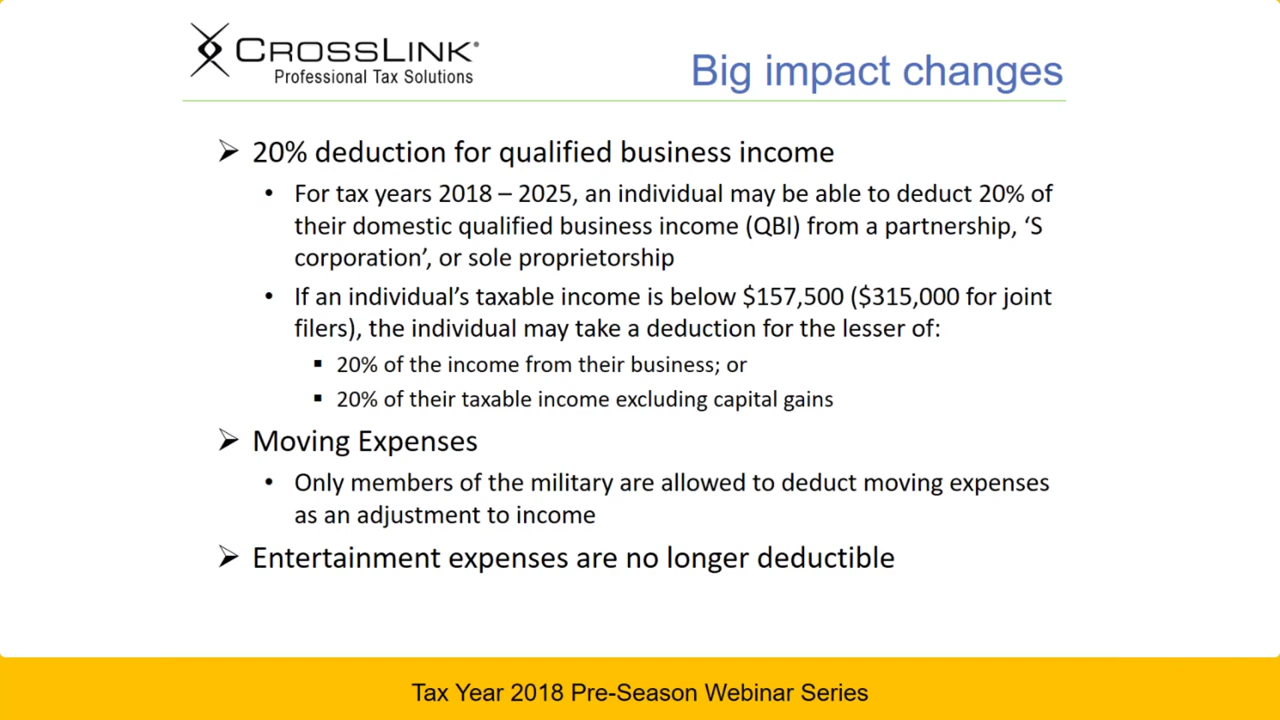 CROSSLINK®
Professional Tax Solutions
Big impact changes
➢ 20% deduction for qualified business income
• For tax years 2018 – 2025, an individual may be able to deduct 20% of
their domestic qualified business income (QBI) from a partnership, ‘S
corporation’, or sole proprietorship
• If an individual’s taxable income is below $157,500 ($315,000 for joint
filers), the individual may take a deduction for the lesser of:
▪ 20% of the income from their business; or
▪ 20% of their taxable income excluding capital gains
➢ Moving Expenses
• Only members of the military are allowed to deduct moving expenses
as an adjustment to income
➢ Entertainment expenses are no longer deductible
Tax Year 2018 Pre-Season Webinar Series